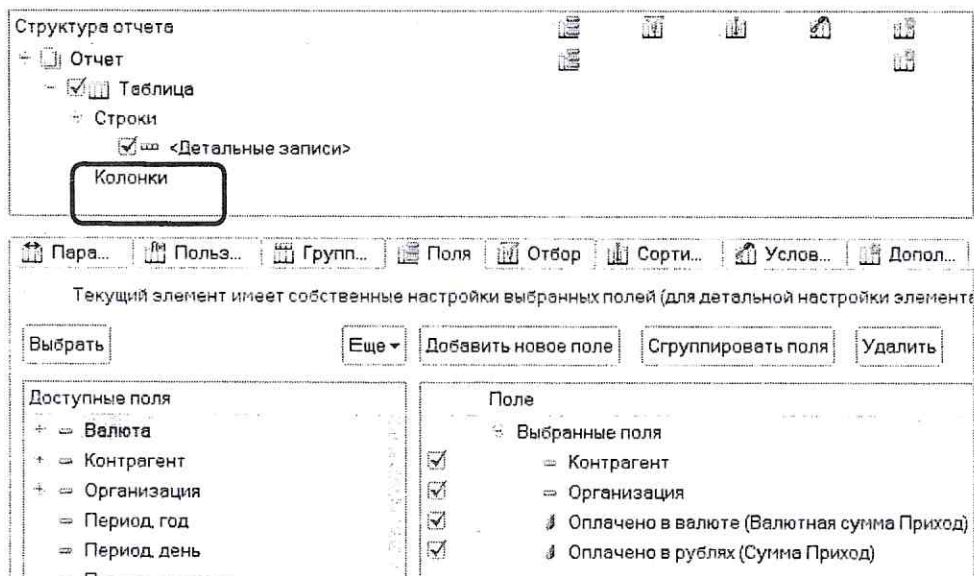 Структура отчета
Отчет
Таблица
Строки
<Детальные записи>
Колонки
Пара... Польз... Групп... Поля Отбор Сорти... Услов... Допол...
Текущий элемент имеет собственные настройки выбранных полей (для детальной настройки элемента
Выбрать Еще Добавить новое поле Сгруппировать поля Удалить
Доступные поля Поле
Валюта Выбранные поля
Контрагент Контрагент
Организация Организация
Период, год Оплачено в валюте (Валютная сумма Приход)
Период, день Оплачено в рублях (Сумма Приход)